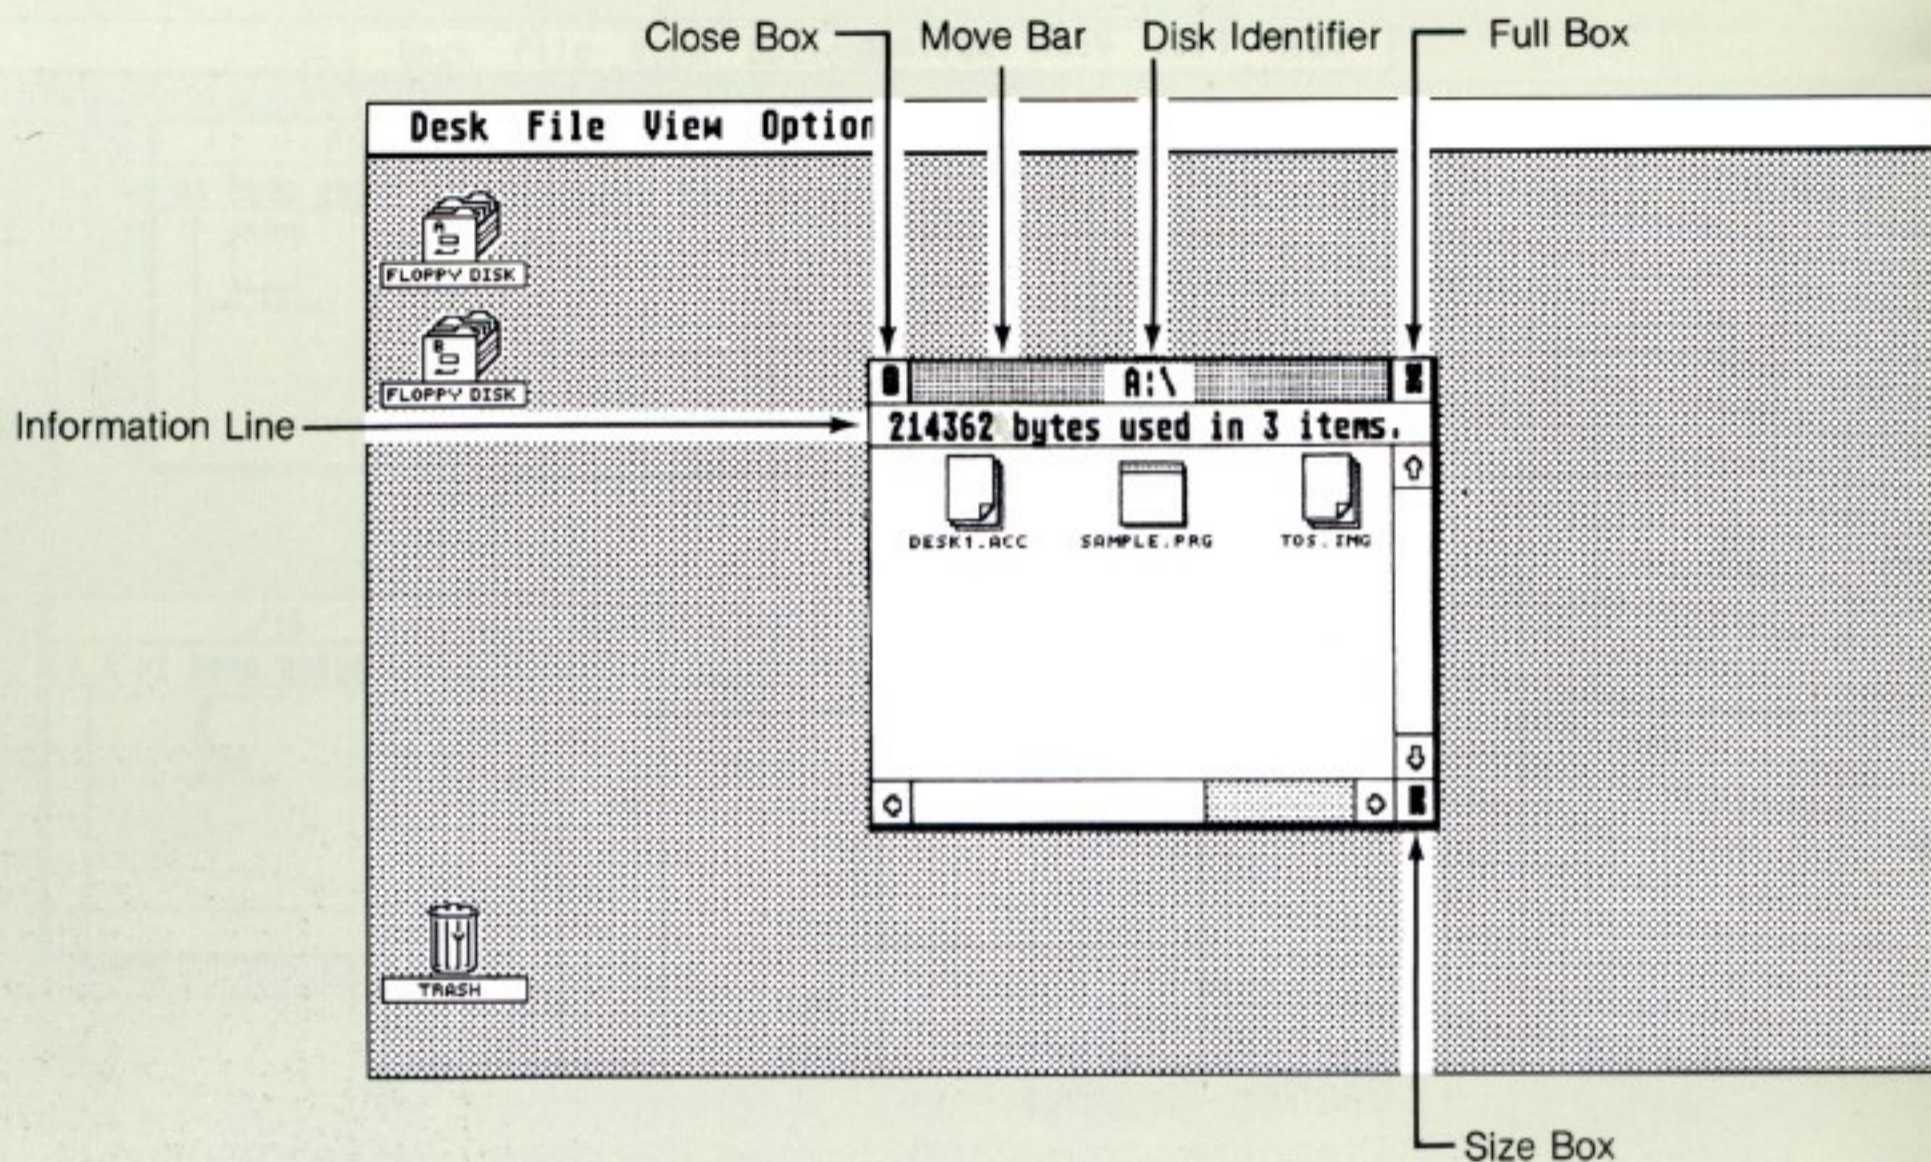 Close Box
Move Bar
Disk Identifier
Full Box
Desk File View Option
A
FLOPPY DISK
B
FLOPPY DISK
Information Line
A:\
214362 bytes used in 3 items.
DESK1.ACC
SAMPLE.PRG
TOS.IMG
TRASH
Size Box